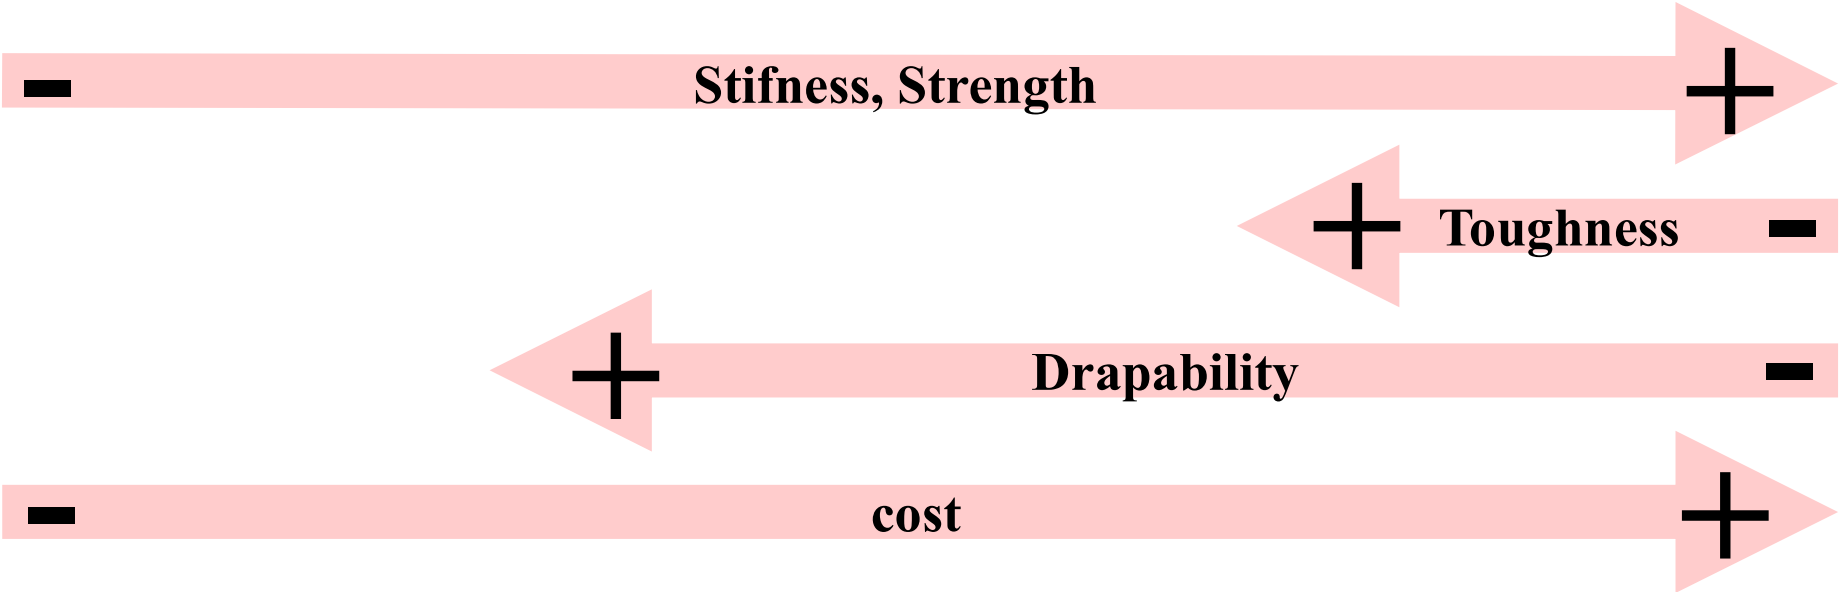 - Stifness, Strength +
+ Toughness -
+ Drapability -
- cost +